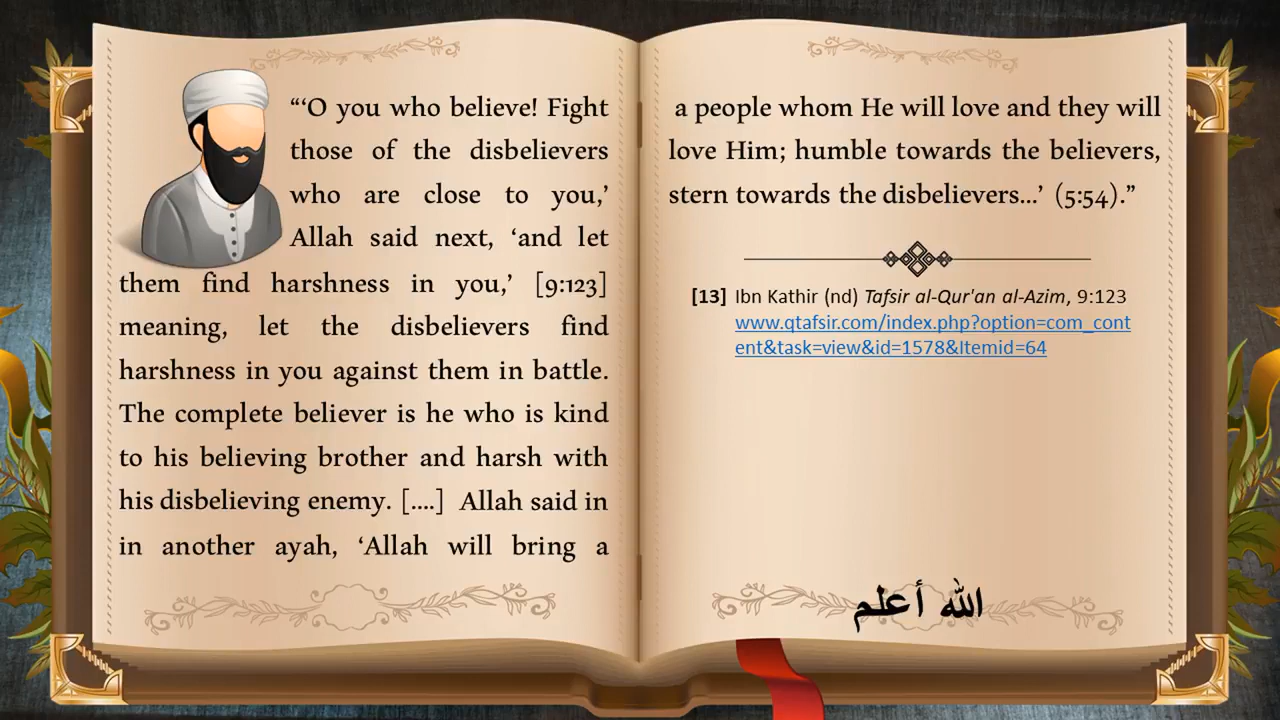 “‘O you who believe! Fight
those of the disbelievers
who are close to you,’
Allah said next, ‘and let
them find harshness in you,’ [9:123]
meaning, let the disbelievers find
harshness in you against them in battle.
The complete believer is he who is kind
to his believing brother and harsh with
his disbelieving enemy. [....] Allah said in
in another ayah, ‘Allah will bring a
a people whom He will love and they will
love Him; humble towards the believers,
stern towards the disbelievers...’ (5:54).”
[13] Ibn Kathir (nd) Tafsir al-Qur'an al-Azim, 9:123
www.qtafsir.com/index.php?option=com_cont
ent&task=view&id=1578&Itemid=64
الله أعلم